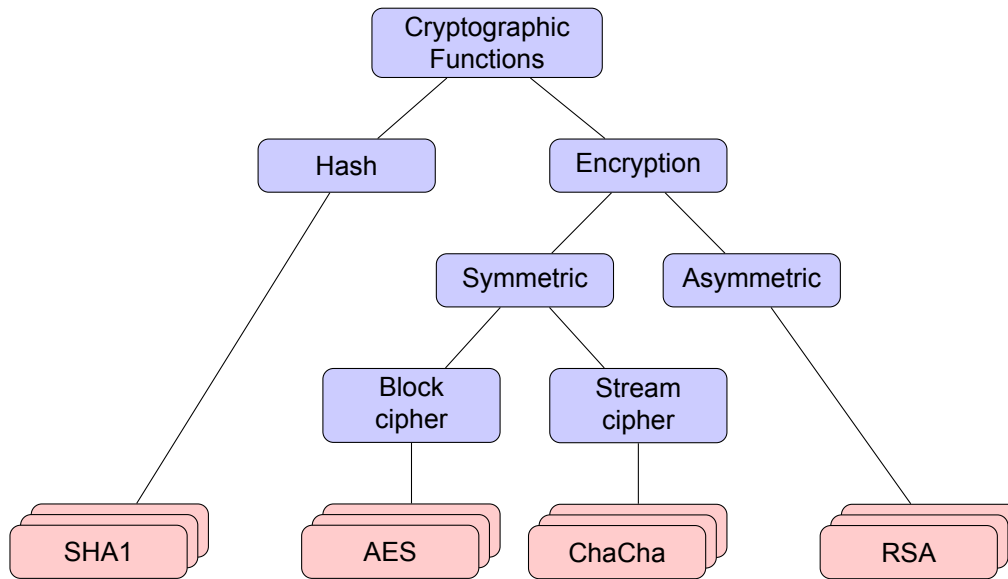 Cryptographic
Functions
Hash
Encryption
Symmetric
Asymmetric
Block
cipher
Stream
cipher
SHA1
AES
ChaCha
RSA